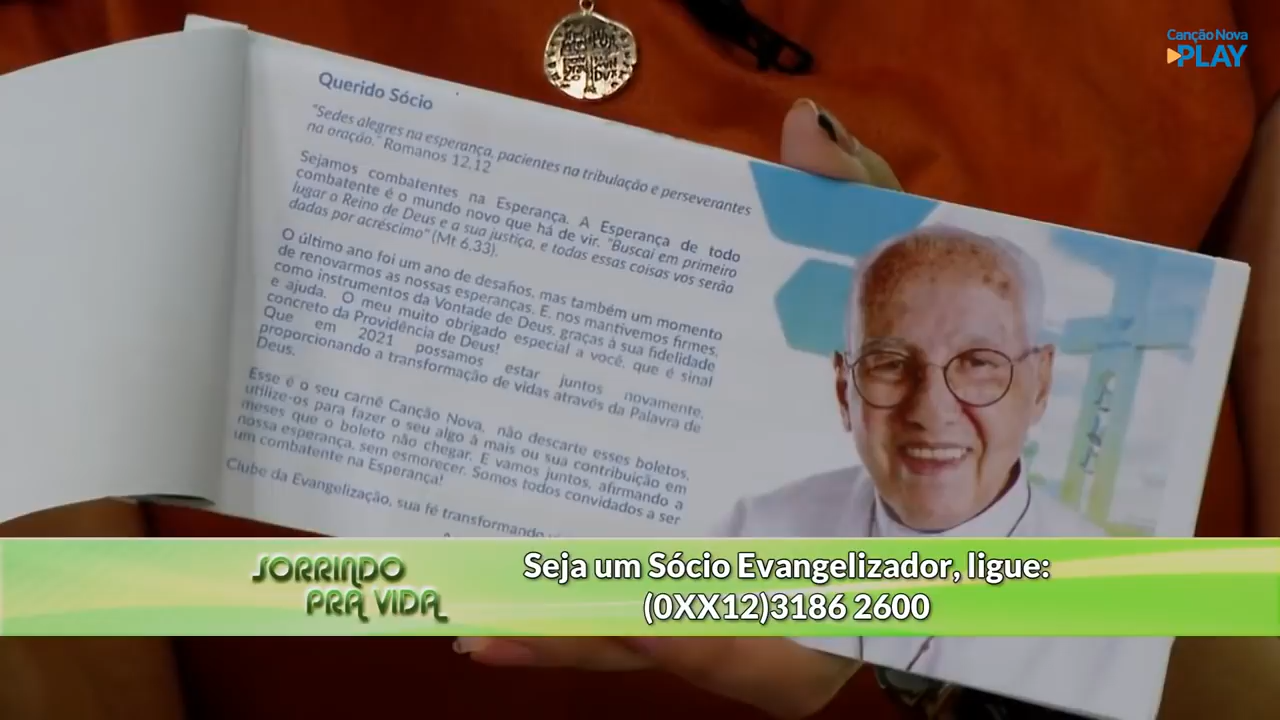 Canção Nova
PLAY
Querido Sócio
"Sedes alegres na esperança, pacientes na tribulação e perseverantes
na oração." Romanos 12,12
Sejamos combatentes na Esperança. A Esperança de todo
combatente é o mundo novo que há de vir. "Buscai em primeiro
lugar o Reino de Deus e a sua justiça, e todas essas coisas vos serão
dadas por acréscimo" (Mt 6,33).
O último ano foi um ano de desafios, mas também um momento
de renovarmos as nossas esperanças. E, nos mantivemos firmes,
como instrumentos da Vontade de Deus, graças à sua fidelidade
e ajuda. O meu muito obrigado especial a você, que é sinal
concreto da Providência de Deus!
Que em 2021 possamos estar juntos novamente,
proporcionando a transformação de vidas através da Palavra de
Deus.
Esse é o seu carnê Canção Nova, não descarte esses boletos,
utilize-os para fazer o seu algo à mais ou sua contribuição em
meses que o boleto não chegar. E vamos juntos, afirmando a
nossa esperança, sem esmorecer. Somos todos convidados a ser
um combatente na Esperança!
Clube da Evangelização, sua fé transformando
SORRINDO
PRA VIDA
Seja um Sócio Evangelizador, ligue:
(0XX12)3186 2600